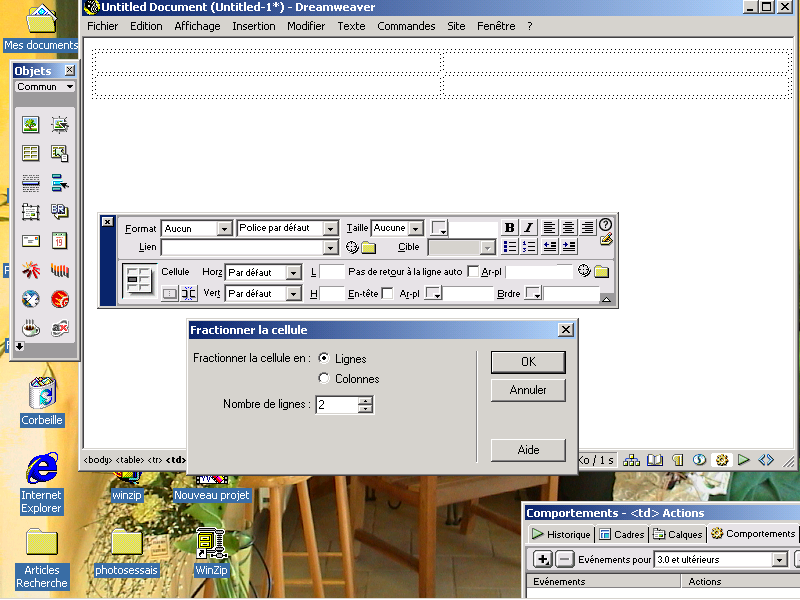 Untitled Document (Untitled-1*) - Dreamweaver
Fichier Edition Affichage Insertion Modifier Texte Commandes Site Fenêtre ?
Mes documents
Objets
Commun
Format Aucun Police par défaut Taille Aucune B I
Lien Cible
Cellule Horz Par défaut L Pas de retour à la ligne auto Ar-pl
Vert Par défaut H En-tête Ar-pl Brdre
Fractionner la cellule
Fractionner la cellule en : Lignes
Colonnes
Nombre de lignes : 2
OK
Annuler
Aide
<body> <table> <tr> <td>
Ko / 1 s
Corbeille
Internet
Explorer
winzip
Nouveau projet
Articles
Recherche
photosessais
WinZip
Comportements - <td> Actions
Historique Cadres Calques Comportements
Evénements pour 3.0 et ultérieurs
Evénements Actions